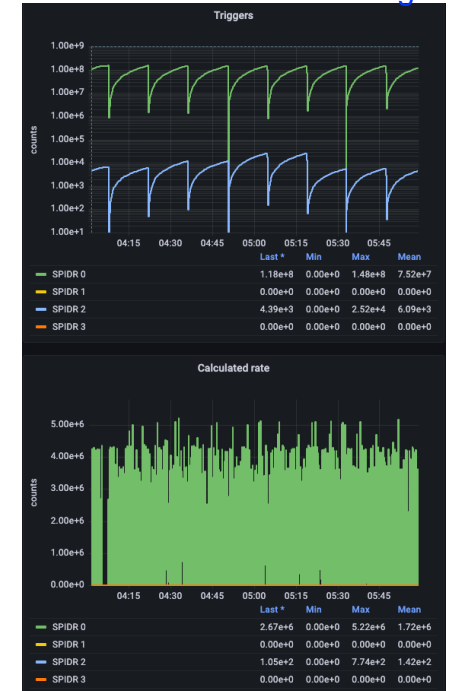 Triggers
1.00e+9
1.00e+8
1.00e+7
1.00e+6
1.00e+5
1.00e+4
1.00e+3
1.00e+2
1.00e+1
counts
04:15 04:30 04:45 05:00 05:15 05:30 05:45
Last * Min Max Mean
SPIDR 0 1.18e+8 0.00e+0 1.48e+8 7.52e+7
SPIDR 1 0.00e+0 0.00e+0 0.00e+0 0.00e+0
SPIDR 2 4.39e+3 0.00e+0 2.52e+4 6.09e+3
SPIDR 3 0.00e+0 0.00e+0 0.00e+0 0.00e+0
Calculated rate
5.00e+6
4.00e+6
3.00e+6
2.00e+6
1.00e+6
0.00e+0
counts
04:15 04:30 04:45 05:00 05:15 05:30 05:45
Last * Min Max Mean
SPIDR 0 2.67e+6 0.00e+0 5.22e+6 1.72e+6
SPIDR 1 0.00e+0 0.00e+0 0.00e+0 0.00e+0
SPIDR 2 1.05e+2 0.00e+0 7.74e+2 1.42e+2
SPIDR 3 0.00e+0 0.00e+0 0.00e+0 0.00e+0